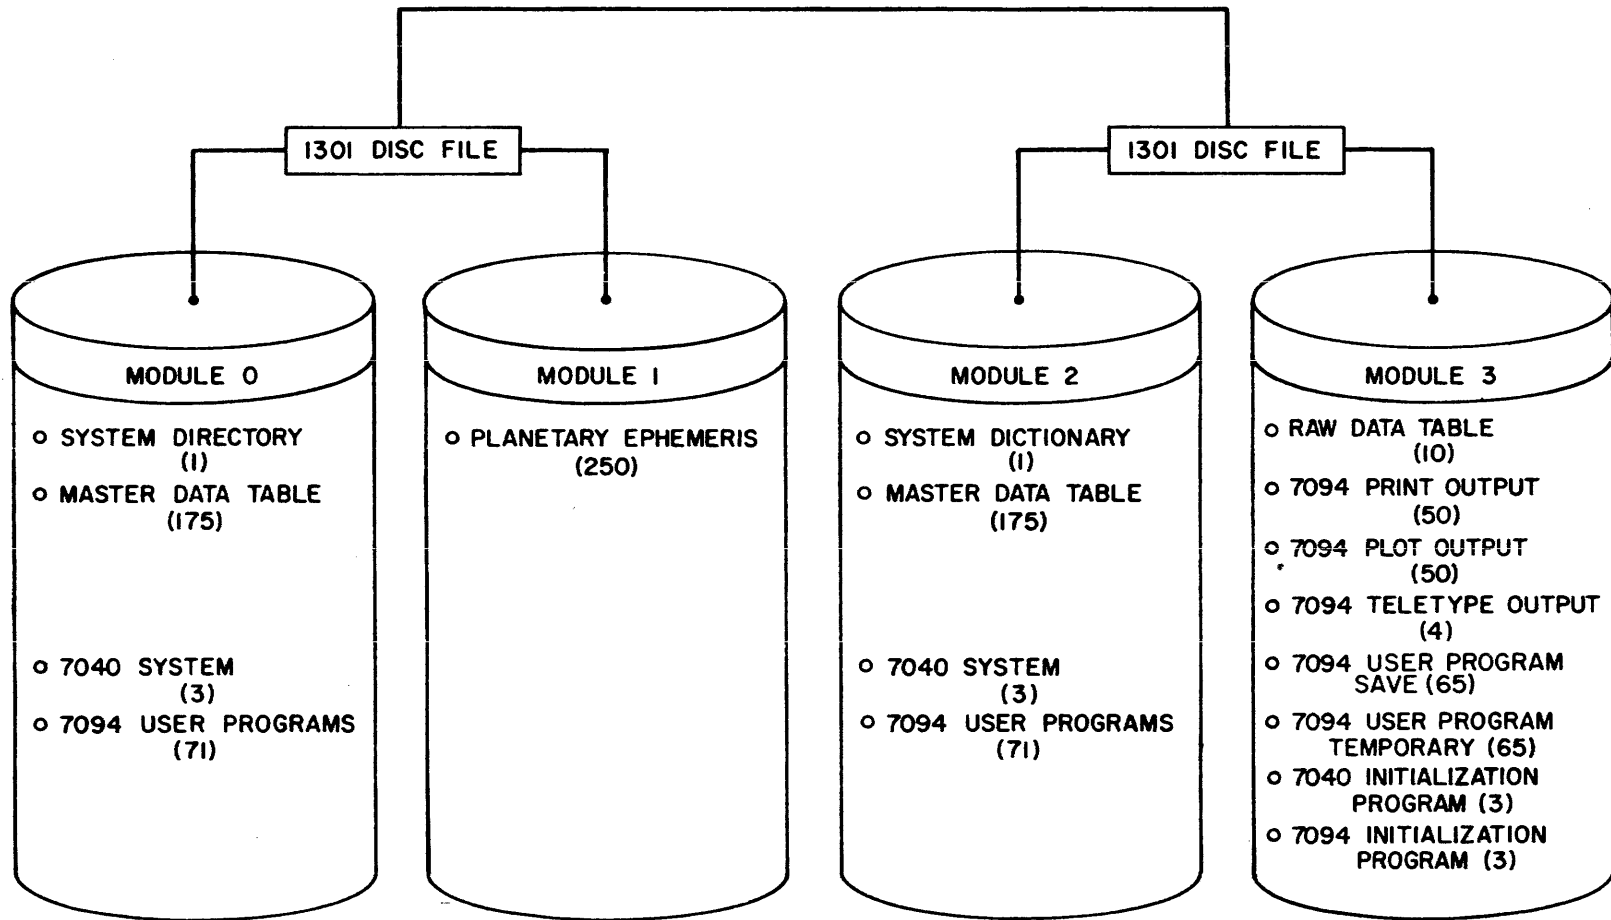 1301 DISC FILE
1301 DISC FILE
MODULE 0
SYSTEM DIRECTORY
(1)
MASTER DATA TABLE
(175)
7040 SYSTEM
(3)
7094 USER PROGRAMS
(71)
MODULE 1
PLANETARY EPHEMERIS
(250)
MODULE 2
SYSTEM DICTIONARY
(1)
MASTER DATA TABLE
(175)
7040 SYSTEM
(3)
7094 USER PROGRAMS
(71)
MODULE 3
RAW DATA TABLE
(10)
7094 PRINT OUTPUT
(50)
7094 PLOT OUTPUT
(50)
7094 TELETYPE OUTPUT
(4)
7094 USER PROGRAM
SAVE (65)
7094 USER PROGRAM
TEMPORARY (65)
7040 INITIALIZATION
PROGRAM (3)
7094 INITIALIZATION
PROGRAM (3)